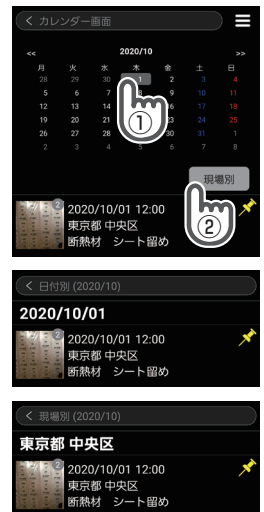 < カレンダー画面
<< 2020/10 >>
月 火 水 木 金 土 日
28 29 30 1 2 3 4
5 6 7 9 10 11
12 13 14 16 17 18
19 20 21 23 24 25
26 27 28 30 31 1
2 3 4 5 6 7 8
①
現場別
②
2
2020/10/01 12:00
東京都 中央区
断熱材 シート留め
< 日付別 (2020/10)
2020/10/01
2
2020/10/01 12:00
東京都 中央区
断熱材 シート留め
< 現場別 (2020/10)
東京都 中央区
2
2020/10/01 12:00
東京都 中央区
断熱材 シート留め